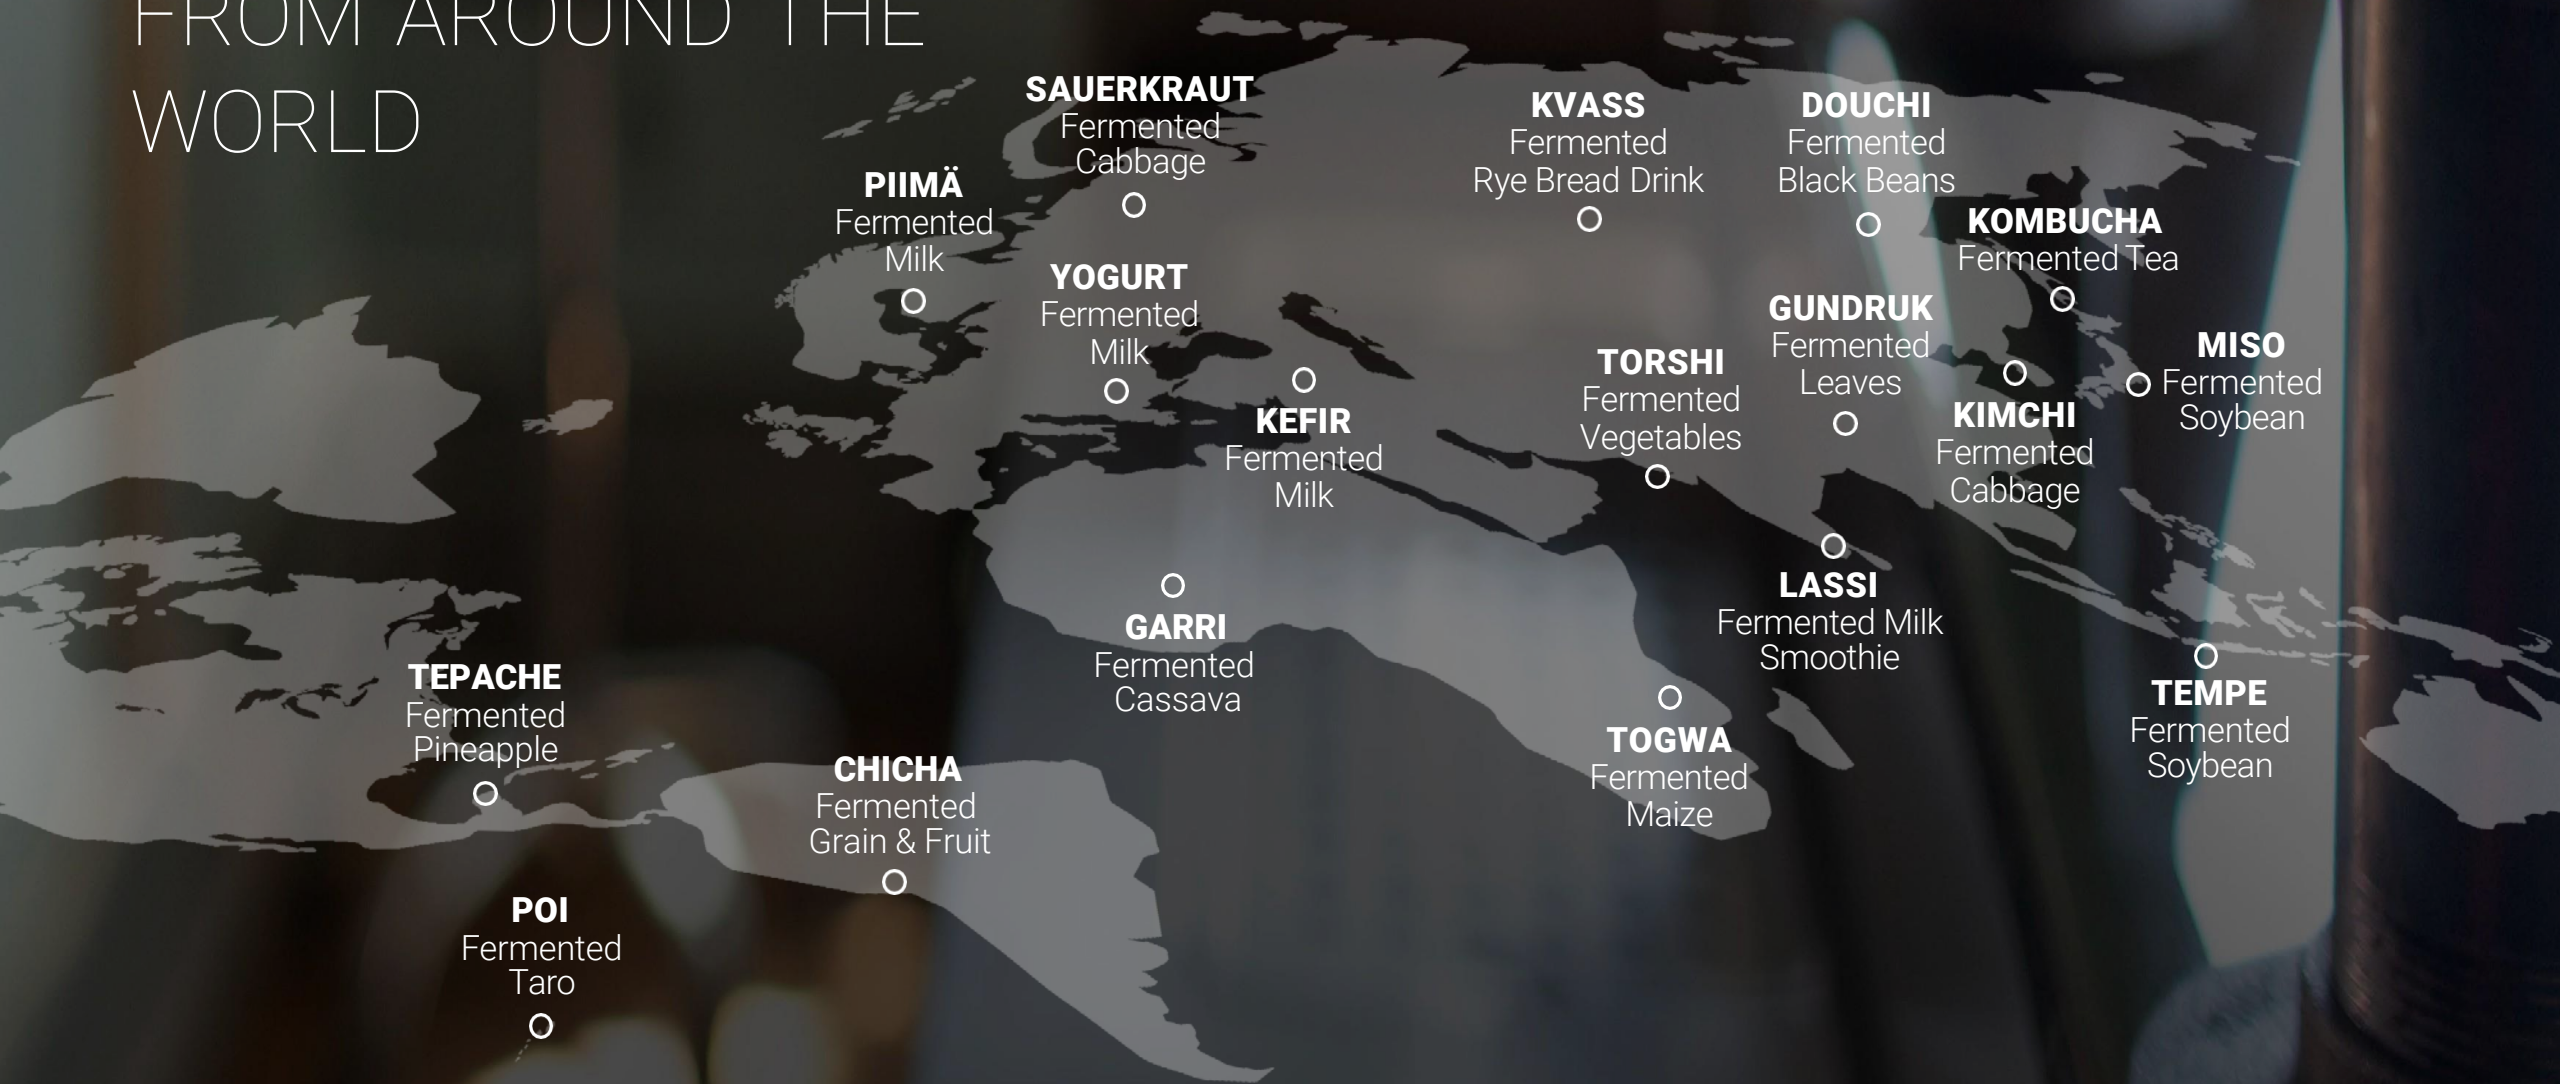 FROM AROUND THE
WORLD
SAUERKRAUT
Fermented
Cabbage
KVASS
Fermented
Rye Bread Drink
DOUCHI
Fermented
Black Beans
PIIMÄ
Fermented
Milk
KOMBUCHA
Fermented Tea
YOGURT
Fermented
Milk
GUNDRUK
Fermented
Leaves
MISO
Fermented
Soybean
TORSHI
Fermented
Vegetables
KEFIR
Fermented
Milk
KIMCHI
Fermented
Cabbage
LASSI
Fermented Milk
Smoothie
GARRI
Fermented
Cassava
TEPACHE
Fermented
Pineapple
TEMPE
Fermented
Soybean
TOGWA
Fermented
Maize
CHICHA
Fermented
Grain & Fruit
POI
Fermented
Taro